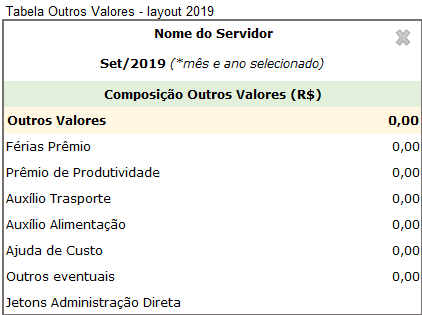 Tabela Outros Valores - layout 2019
Nome do Servidor
Set/2019 (*mês e ano selecionado)
Composição Outros Valores (R$)
Outros Valores 0,00
Férias Prêmio 0,00
Prêmio de Produtividade 0,00
Auxílio Trasporte 0,00
Auxílio Alimentação 0,00
Ajuda de Custo 0,00
Outros eventuais 0,00
Jetons Administração Direta